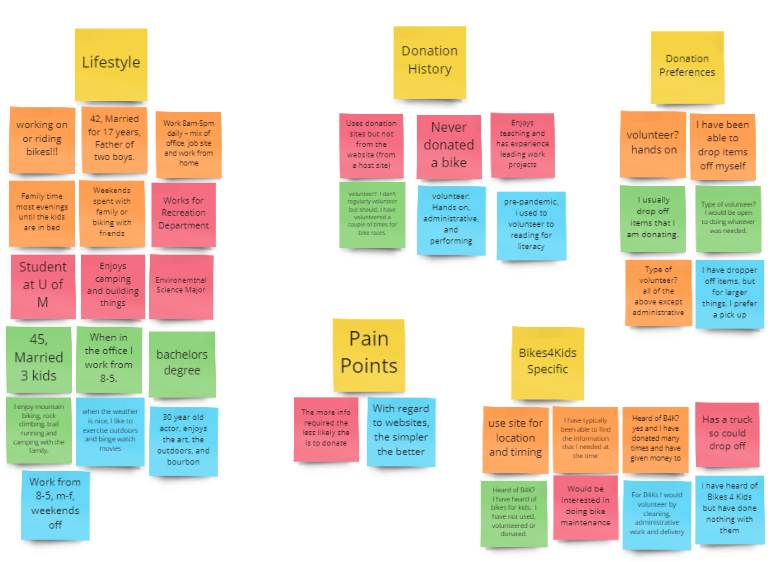 Lifestyle
working on
or riding
bikes!!!
42, Married
for 17 years,
Father of
two boys.
Work 8am-5pm
daily – mix of
office, job site
and work from
home
Family time
most evenings
until the kids
are in bed
Weekends
spent with
family or
biking with
friends
Works for
Recreation
Department
Student
at U of
M
Enjoys
camping
and building
things
Environemtnal
Science Major
45,
Married
3 kids
When in
the office I
work from
8-5.
bachelors
degree
I enjoy mountain
biking, rock
climbing, trail
running and
camping with the
family.
when the weather
is nice, I like to
exercise outdoors
and binge watch
movies
30 year old
actor, enjoys
the art, the
outdoors, and
bourbon
Work from
8-5, m-f,
weekends
off
Donation
History
Uses donation
sites but not
from the
website (from
a host site)
Never
donated
a bike
Enjoys
teaching and
has experience
leading work
projects
volunteer? I don't
regularly volunteer
but should. I have
volunteered a
couple of times for
bike races.
volunteer:
Hands on,
administrative,
and
performing
pre-pandemic,
I used to
volunteer to
reading for
literacy
Donation
Preferences
volunteer?
hands on
I have been
able to
drop items
off myself
I usually
drop off
items that I
am donating.
Type of volunteer?
I would be open
to doing whatever
was needed.
Type of
volunteer?
all of the
above except
administrative
I have dropper
off items, but
for larger
things, I prefer
a pick up
Pain
Points
The more info
required the
less likely she
is to donate
With regard
to websites,
the simpler
the better
Bikes4Kids
Specific
use site for
location
and timing
I have typically
been able to find
the information
that I needed at
the time
Heard of B4K?
yes and I have
donated many
times and have
given money to
Has a truck
so could
drop off
Heard of B4K?
I have heard of
bikes for kids. I
have not used,
volunteered or
donated.
Would be
interested in
doing bike
maintenance
For B4Ks I would
volunteer by
cleaning,
administrative
work and delivery
I have heard of
Bikes 4 Kids
but have done
nothing with
them